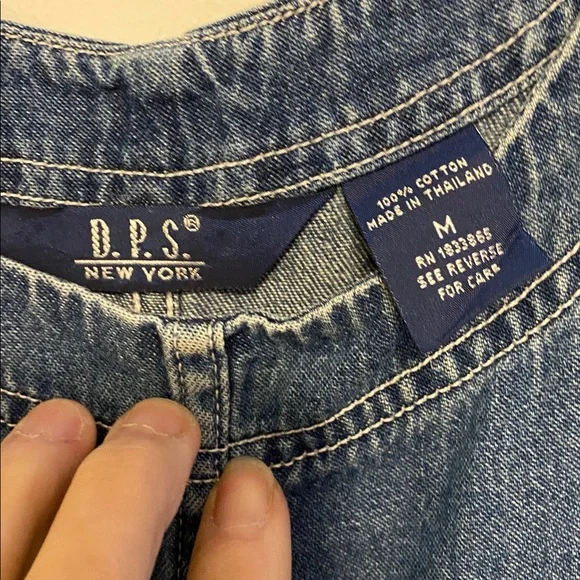 D.P.S.®
NEW YORK
100% COTTON
MADE IN THAILAND
M
RN 1833865
SEE REVERSE
FOR CARE